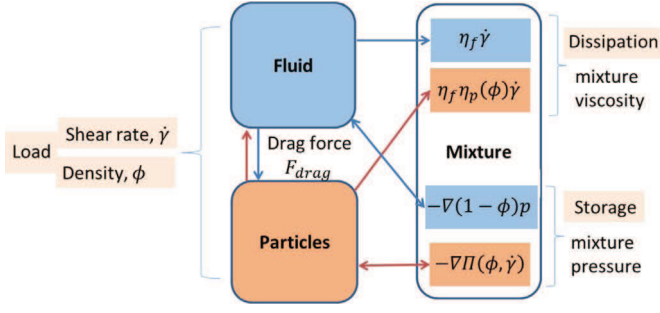 Load
Shear rate, γ̇
Density, ϕ
Fluid
Drag force
F_drag
Particles
η_f γ̇
η_f η_p(ϕ)γ̇
Mixture
−∇(1 − ϕ)p
−∇Π(ϕ, γ̇)
Dissipation
mixture
viscosity
Storage
mixture
pressure